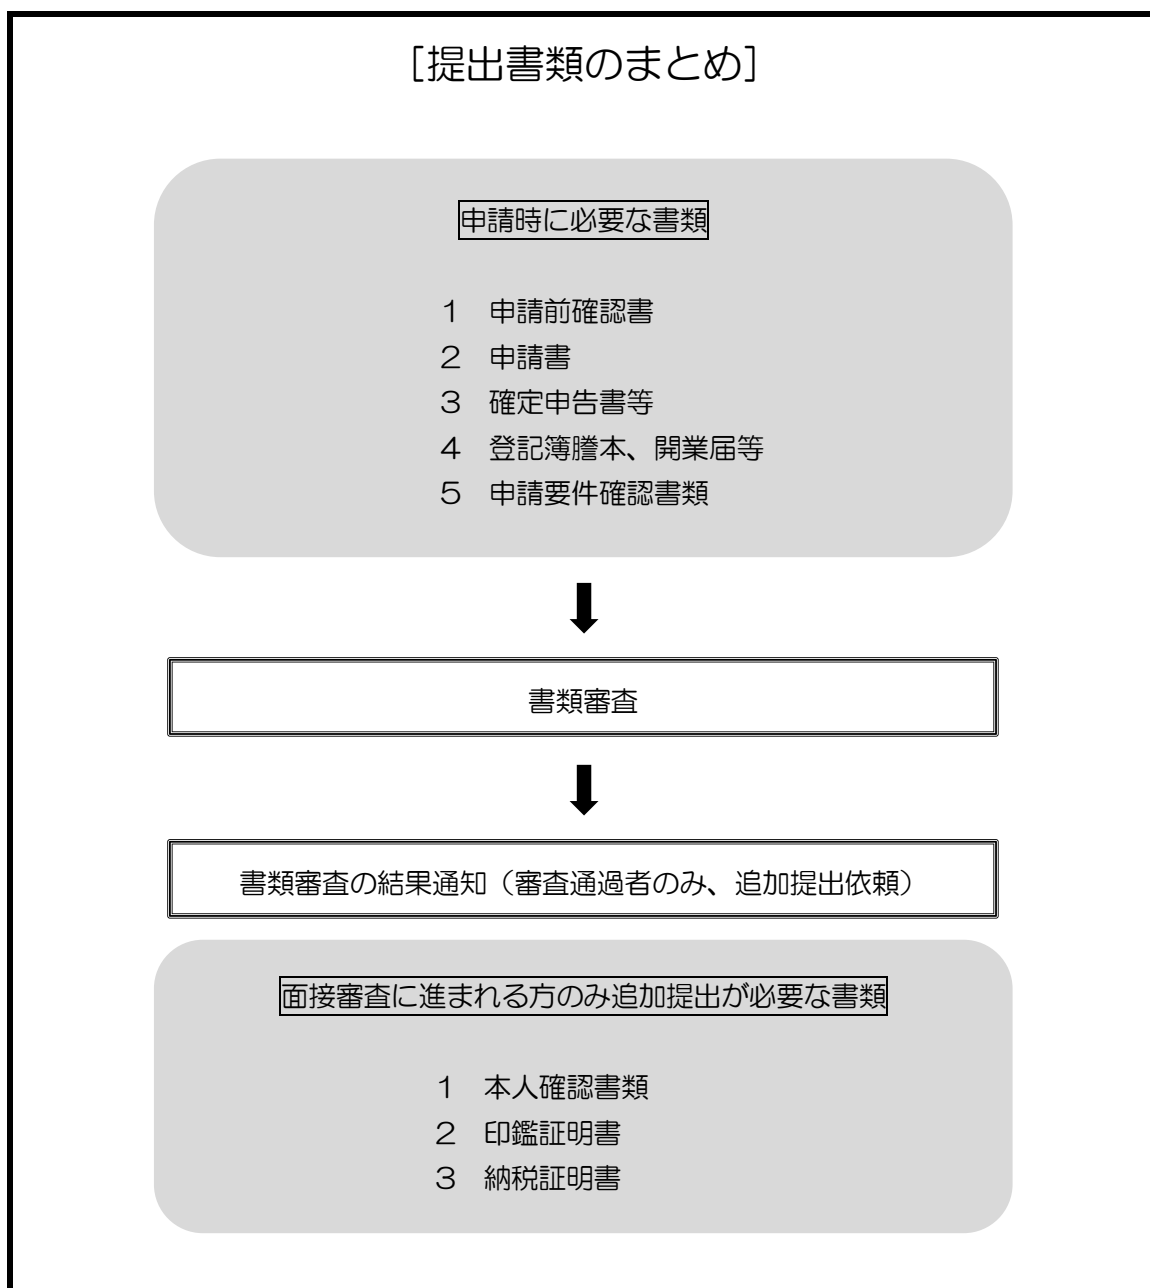 [提出書類のまとめ]
申請時に必要な書類
１　申請前確認書
２　申請書
３　確定申告書等
４　登記簿謄本、開業届等
５　申請要件確認書類
書類審査
書類審査の結果通知（審査通過者のみ、追加提出依頼）
面接審査に進まれる方のみ追加提出が必要な書類
１　本人確認書類
２　印鑑証明書
３　納税証明書